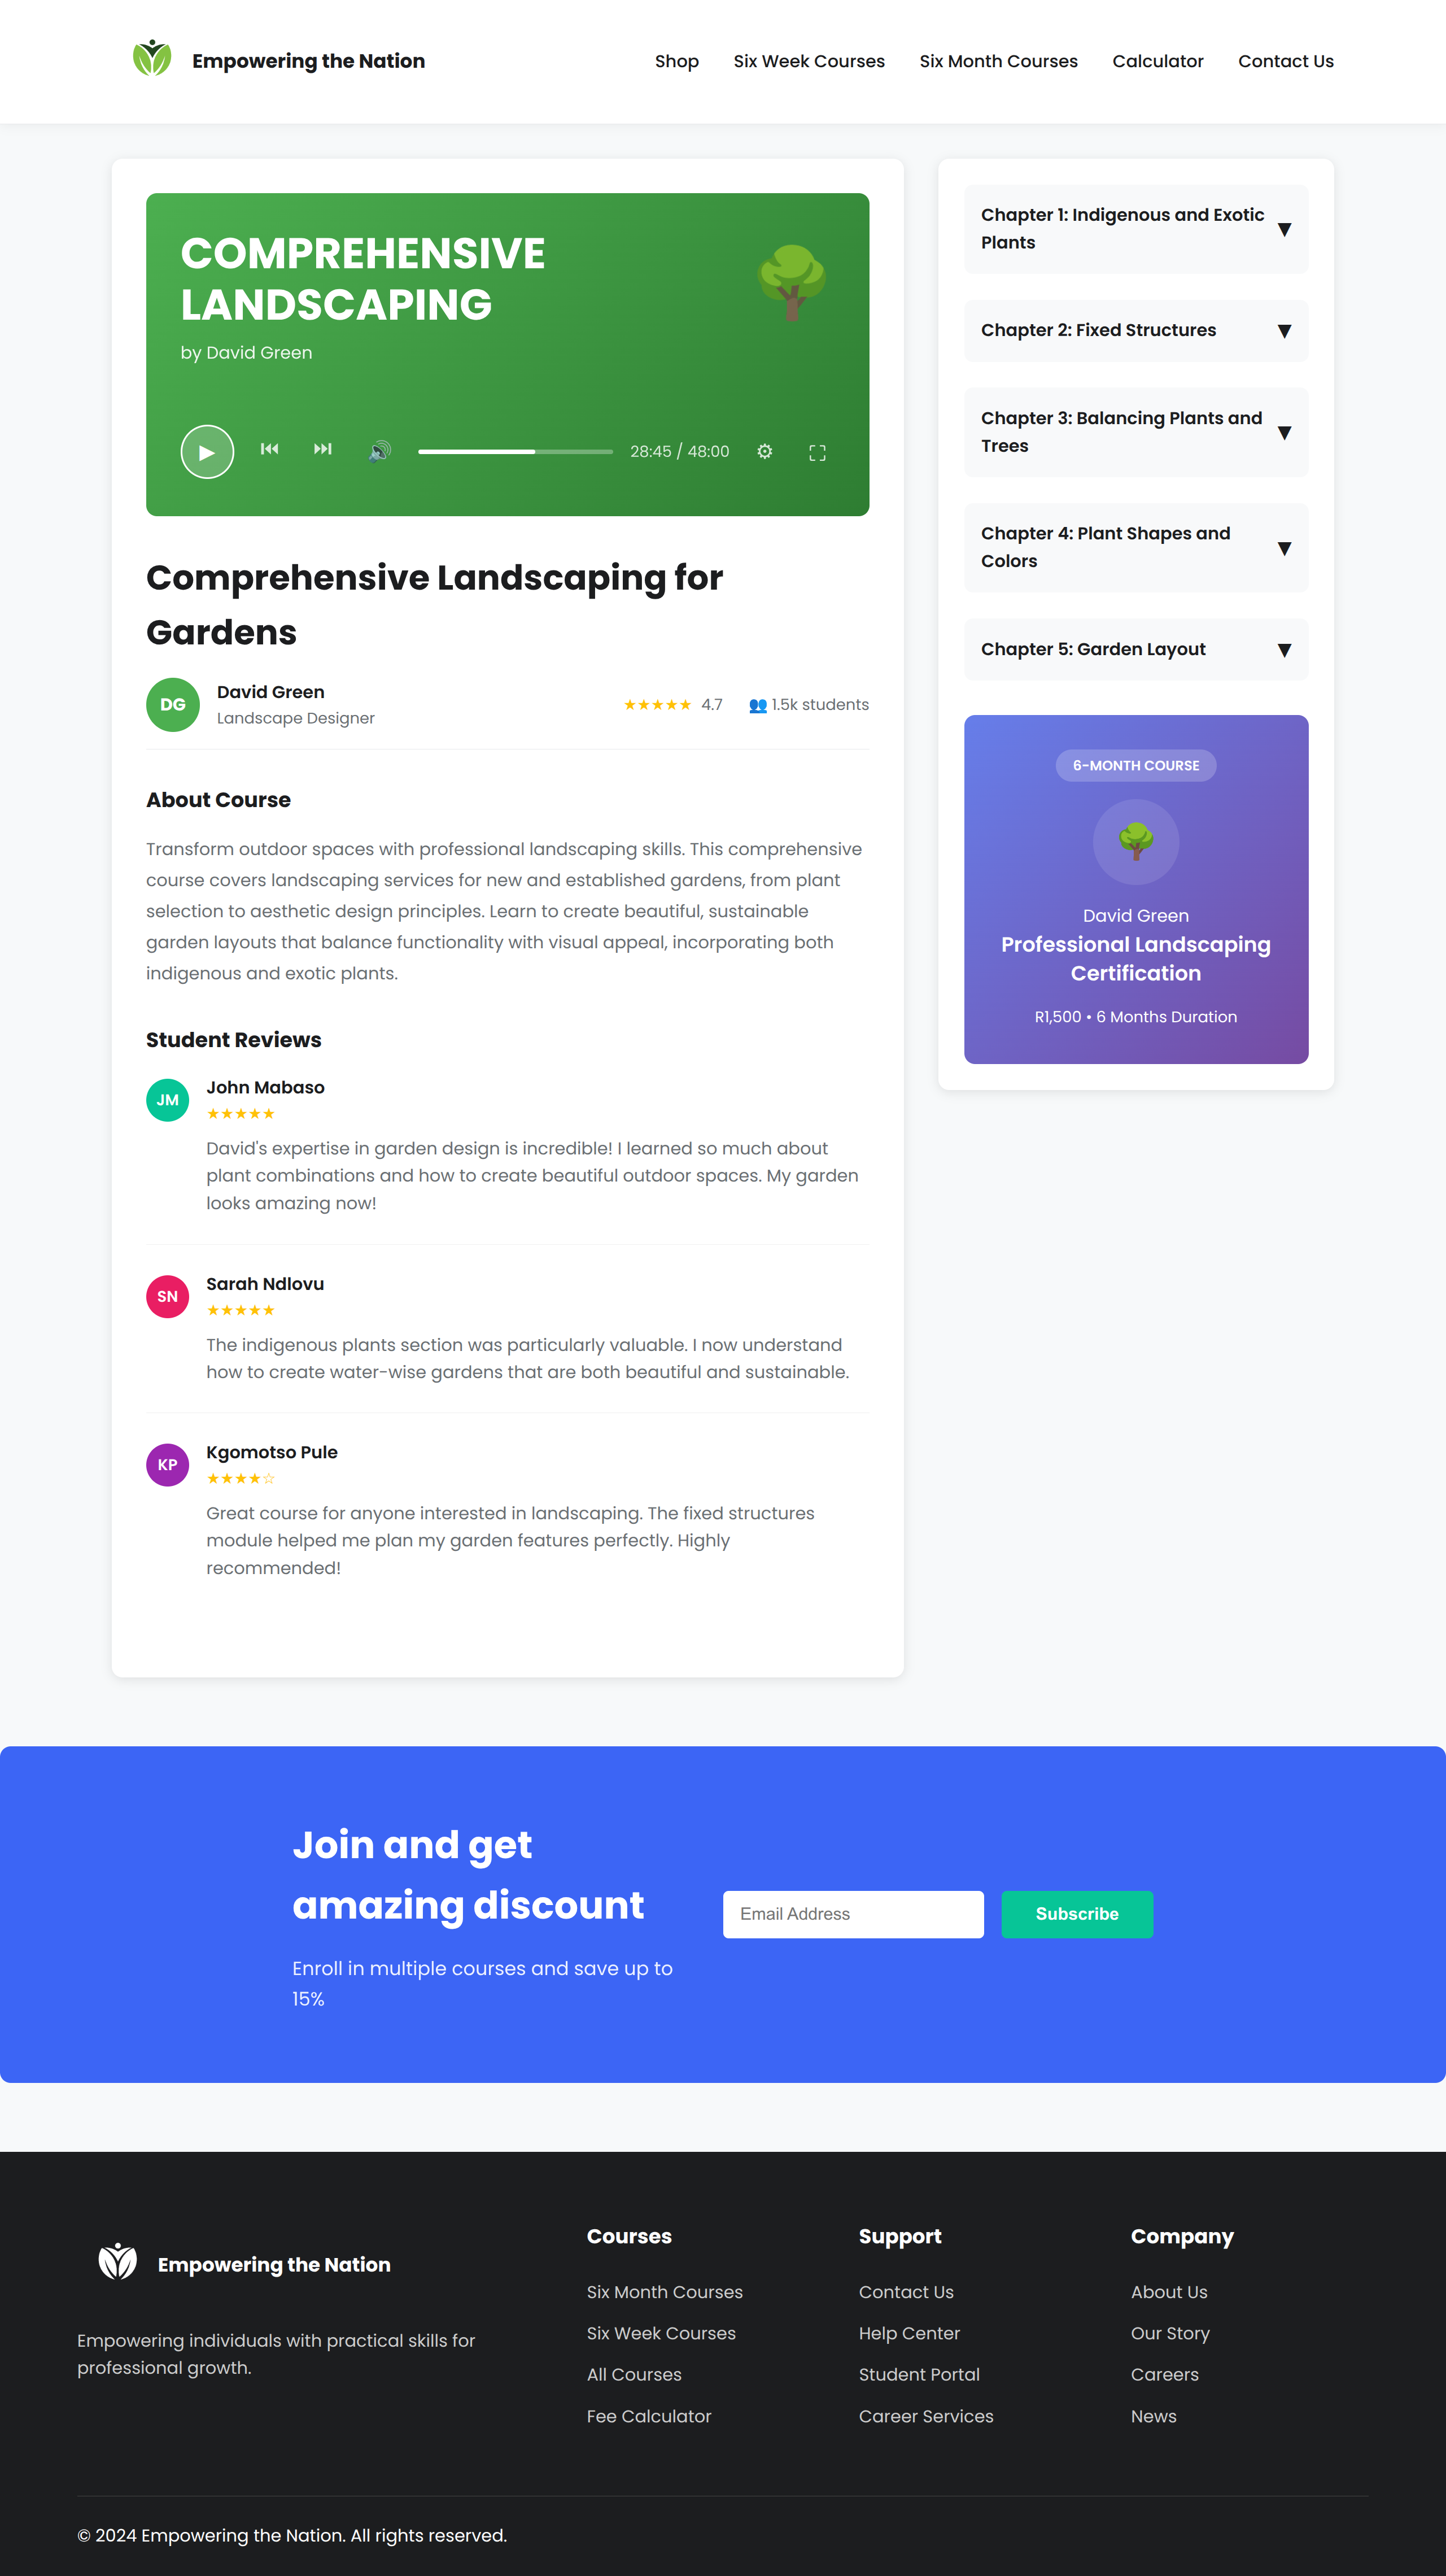 Empowering the Nation
Shop
Six Week Courses
Six Month Courses
Calculator
Contact Us
COMPREHENSIVE
LANDSCAPING
by David Green
28:45 / 48:00
Comprehensive Landscaping for
Gardens
DG
David Green
Landscape Designer
★★★★★ 4.7
👥 1.5k students
About Course
Transform outdoor spaces with professional landscaping skills. This comprehensive
course covers landscaping services for new and established gardens, from plant
selection to aesthetic design principles. Learn to create beautiful, sustainable
garden layouts that balance functionality with visual appeal, incorporating both
indigenous and exotic plants.
Student Reviews
JM
John Mabaso
★★★★★
David's expertise in garden design is incredible! I learned so much about
plant combinations and how to create beautiful outdoor spaces. My garden
looks amazing now!
SN
Sarah Ndlovu
★★★★★
The indigenous plants section was particularly valuable. I now understand
how to create water-wise gardens that are both beautiful and sustainable.
KP
Kgomotso Pule
★★★★☆
Great course for anyone interested in landscaping. The fixed structures
module helped me plan my garden features perfectly. Highly
recommended!
Chapter 1: Indigenous and Exotic
Plants
Chapter 2: Fixed Structures
Chapter 3: Balancing Plants and
Trees
Chapter 4: Plant Shapes and
Colors
Chapter 5: Garden Layout
6-MONTH COURSE
David Green
Professional Landscaping
Certification
R1,500 • 6 Months Duration
Join and get
amazing discount
Enroll in multiple courses and save up to
15%
Email Address
Subscribe
Empowering the Nation
Empowering individuals with practical skills for
professional growth.
Courses
Six Month Courses
Six Week Courses
All Courses
Fee Calculator
Support
Contact Us
Help Center
Student Portal
Career Services
Company
About Us
Our Story
Careers
News
© 2024 Empowering the Nation. All rights reserved.